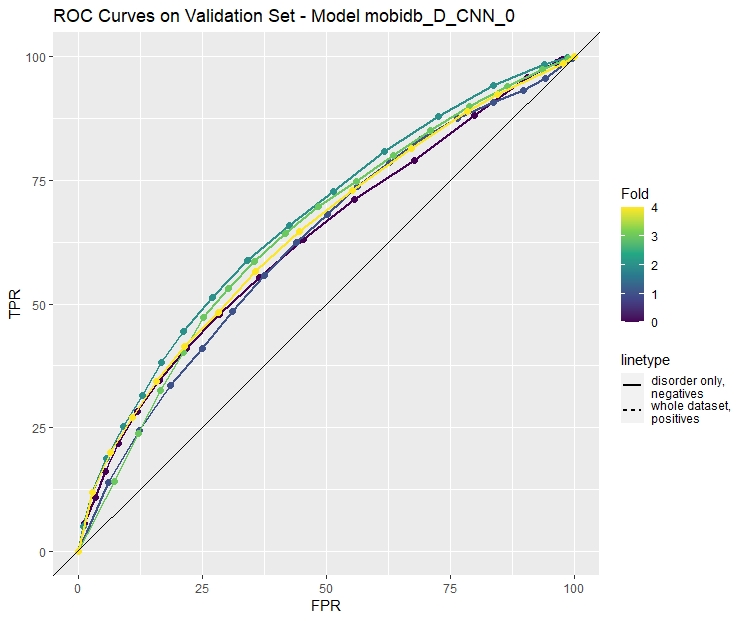 ROC Curves on Validation Set - Model mobidb_D_CNN_0
TPR
100
75
50
25
0
0
25
50
75
100
FPR
Fold
4
3
2
1
0
linetype
disorder only,
negatives
whole dataset,
positives